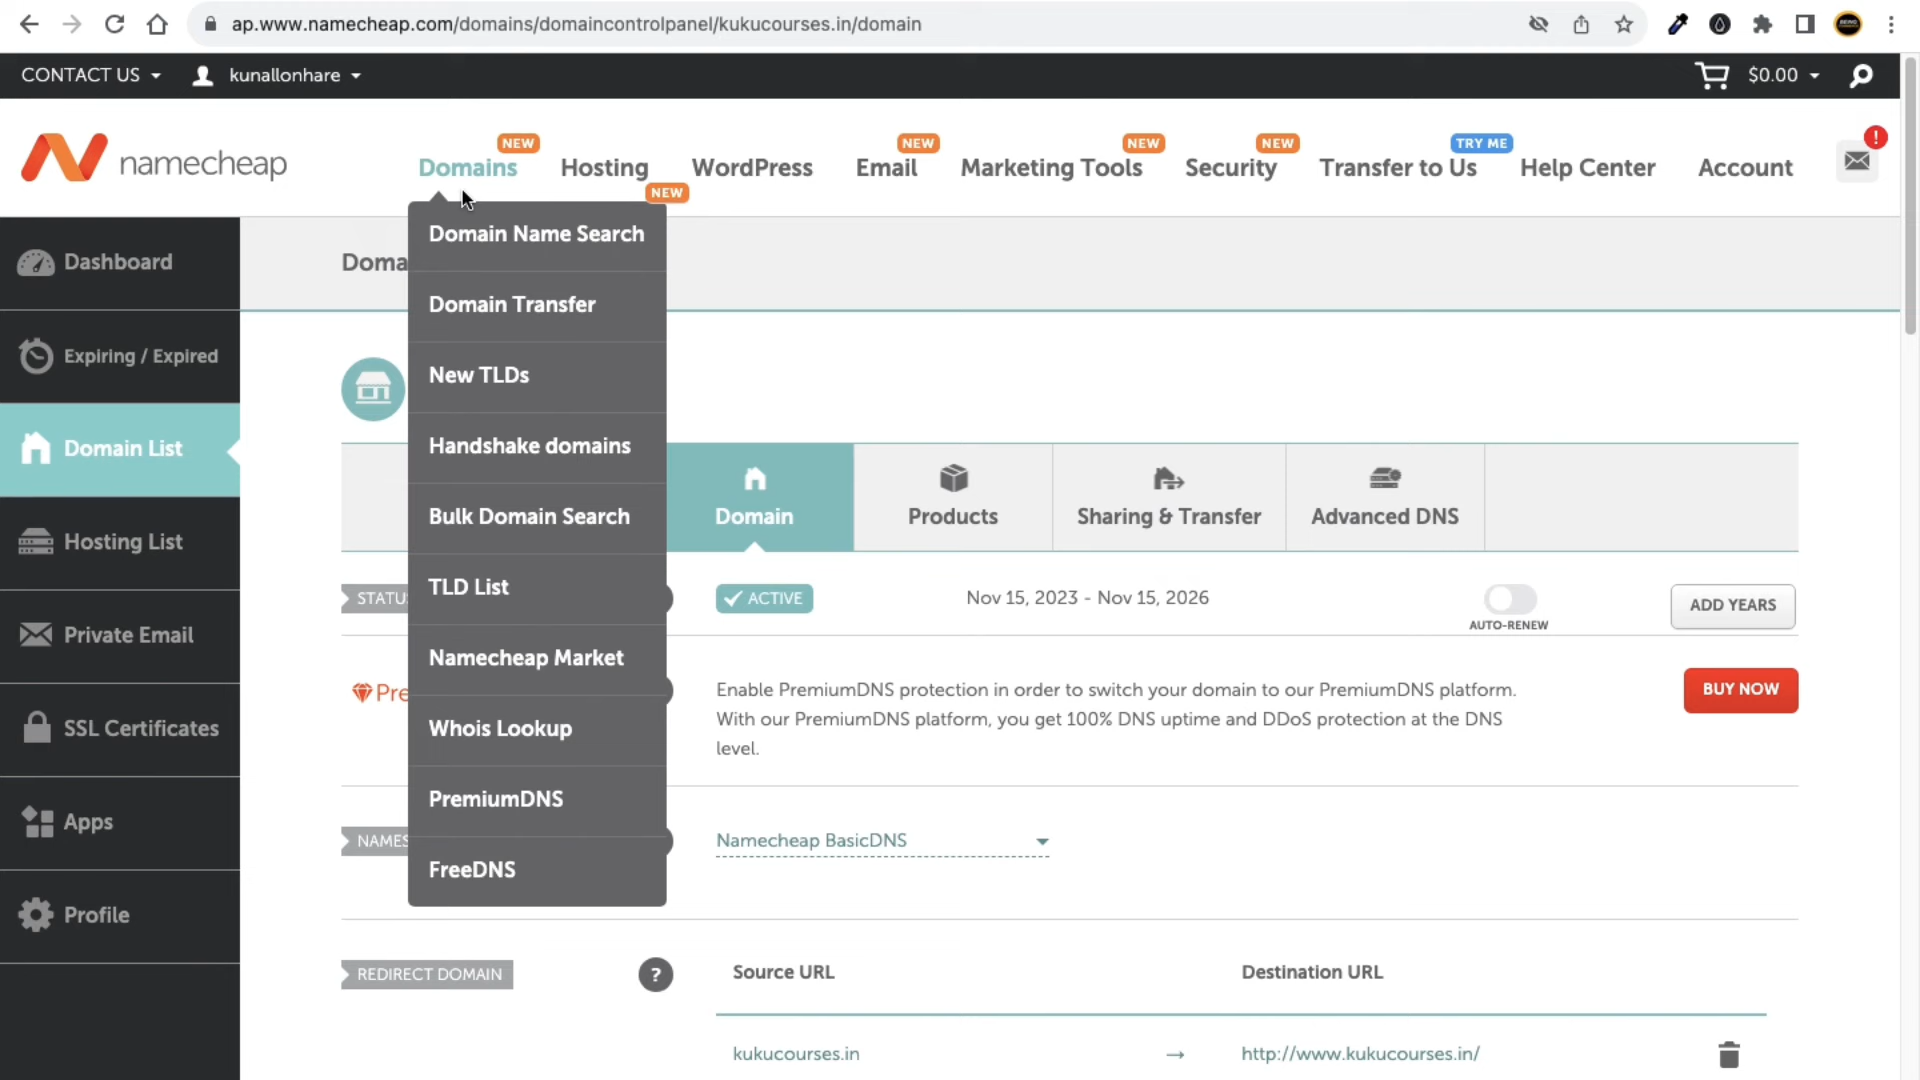 ap.www.namecheap.com/domains/domaincontrolpanel/kukucourses.in/domain
CONTACT US
kunallonhare
$0.00
namecheap
Domains
NEW
Hosting
NEW
WordPress
Email
NEW
Marketing Tools
NEW
Security
NEW
Transfer to Us
TRY ME
Help Center
Account
!
Dashboard
Expiring / Expired
Domain List
Hosting List
Private Email
SSL Certificates
Apps
Profile
Domain Name Search
Domain Transfer
New TLDs
Handshake domains
Bulk Domain Search
TLD List
Namecheap Market
Whois Lookup
PremiumDNS
FreeDNS
Doma
Domain
Products
Sharing & Transfer
Advanced DNS
STATU
ACTIVE
Nov 15, 2023 - Nov 15, 2026
AUTO-RENEW
ADD YEARS
Pre
Enable PremiumDNS protection in order to switch your domain to our PremiumDNS platform.
With our PremiumDNS platform, you get 100% DNS uptime and DDoS protection at the DNS
level.
BUY NOW
NAMES
Namecheap BasicDNS
REDIRECT DOMAIN
?
Source URL
Destination URL
kukucourses.in
→
http://www.kukucourses.in/